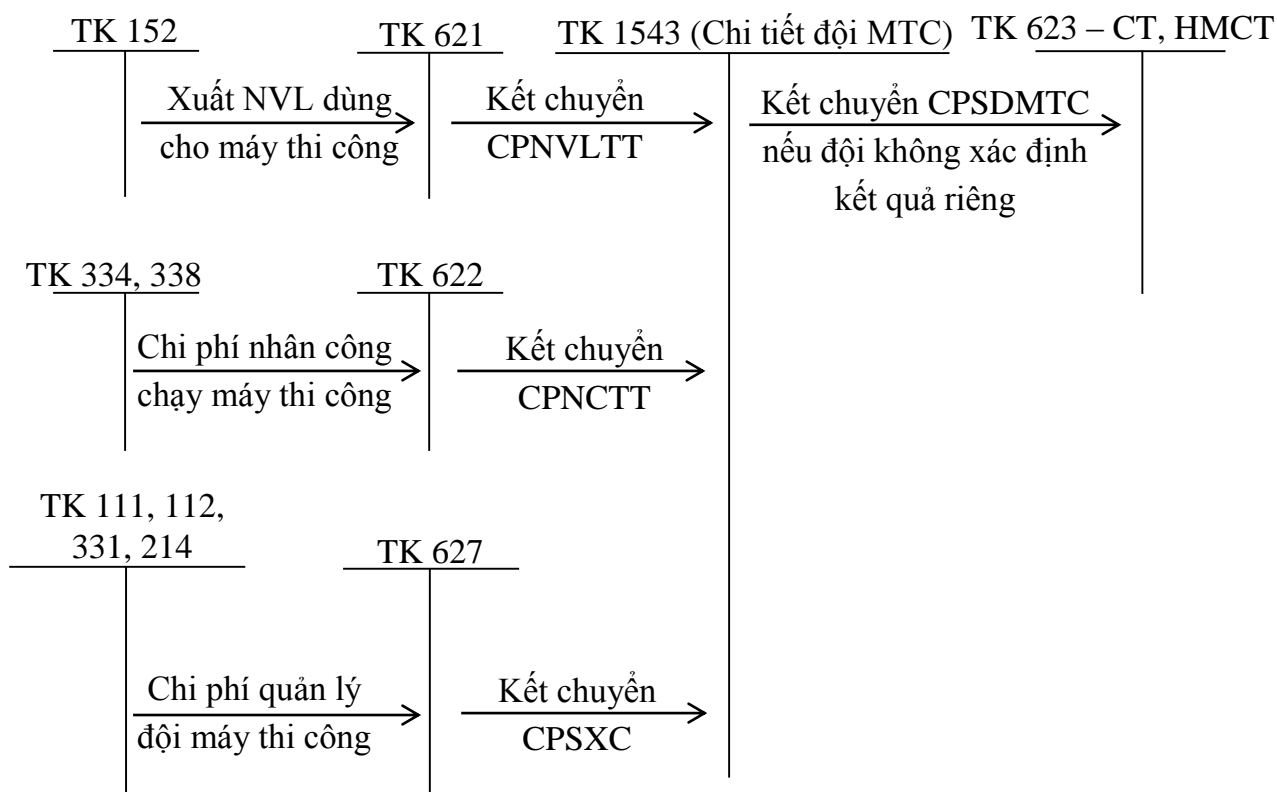 TK 152
TK 621
TK 1543 (Chi tiết đội MTC)
TK 623 – CT, HMCT
Xuất NVL dùng
cho máy thi công
Kết chuyển
CPNVLTT
Kết chuyển CPSDMTC
nếu đội không xác định
kết quả riêng
TK 334, 338
TK 622
Chi phí nhân công
chạy máy thi công
Kết chuyển
CPNCTT
TK 111, 112,
331, 214
TK 627
Chi phí quản lý
đội máy thi công
Kết chuyển
CPSXC